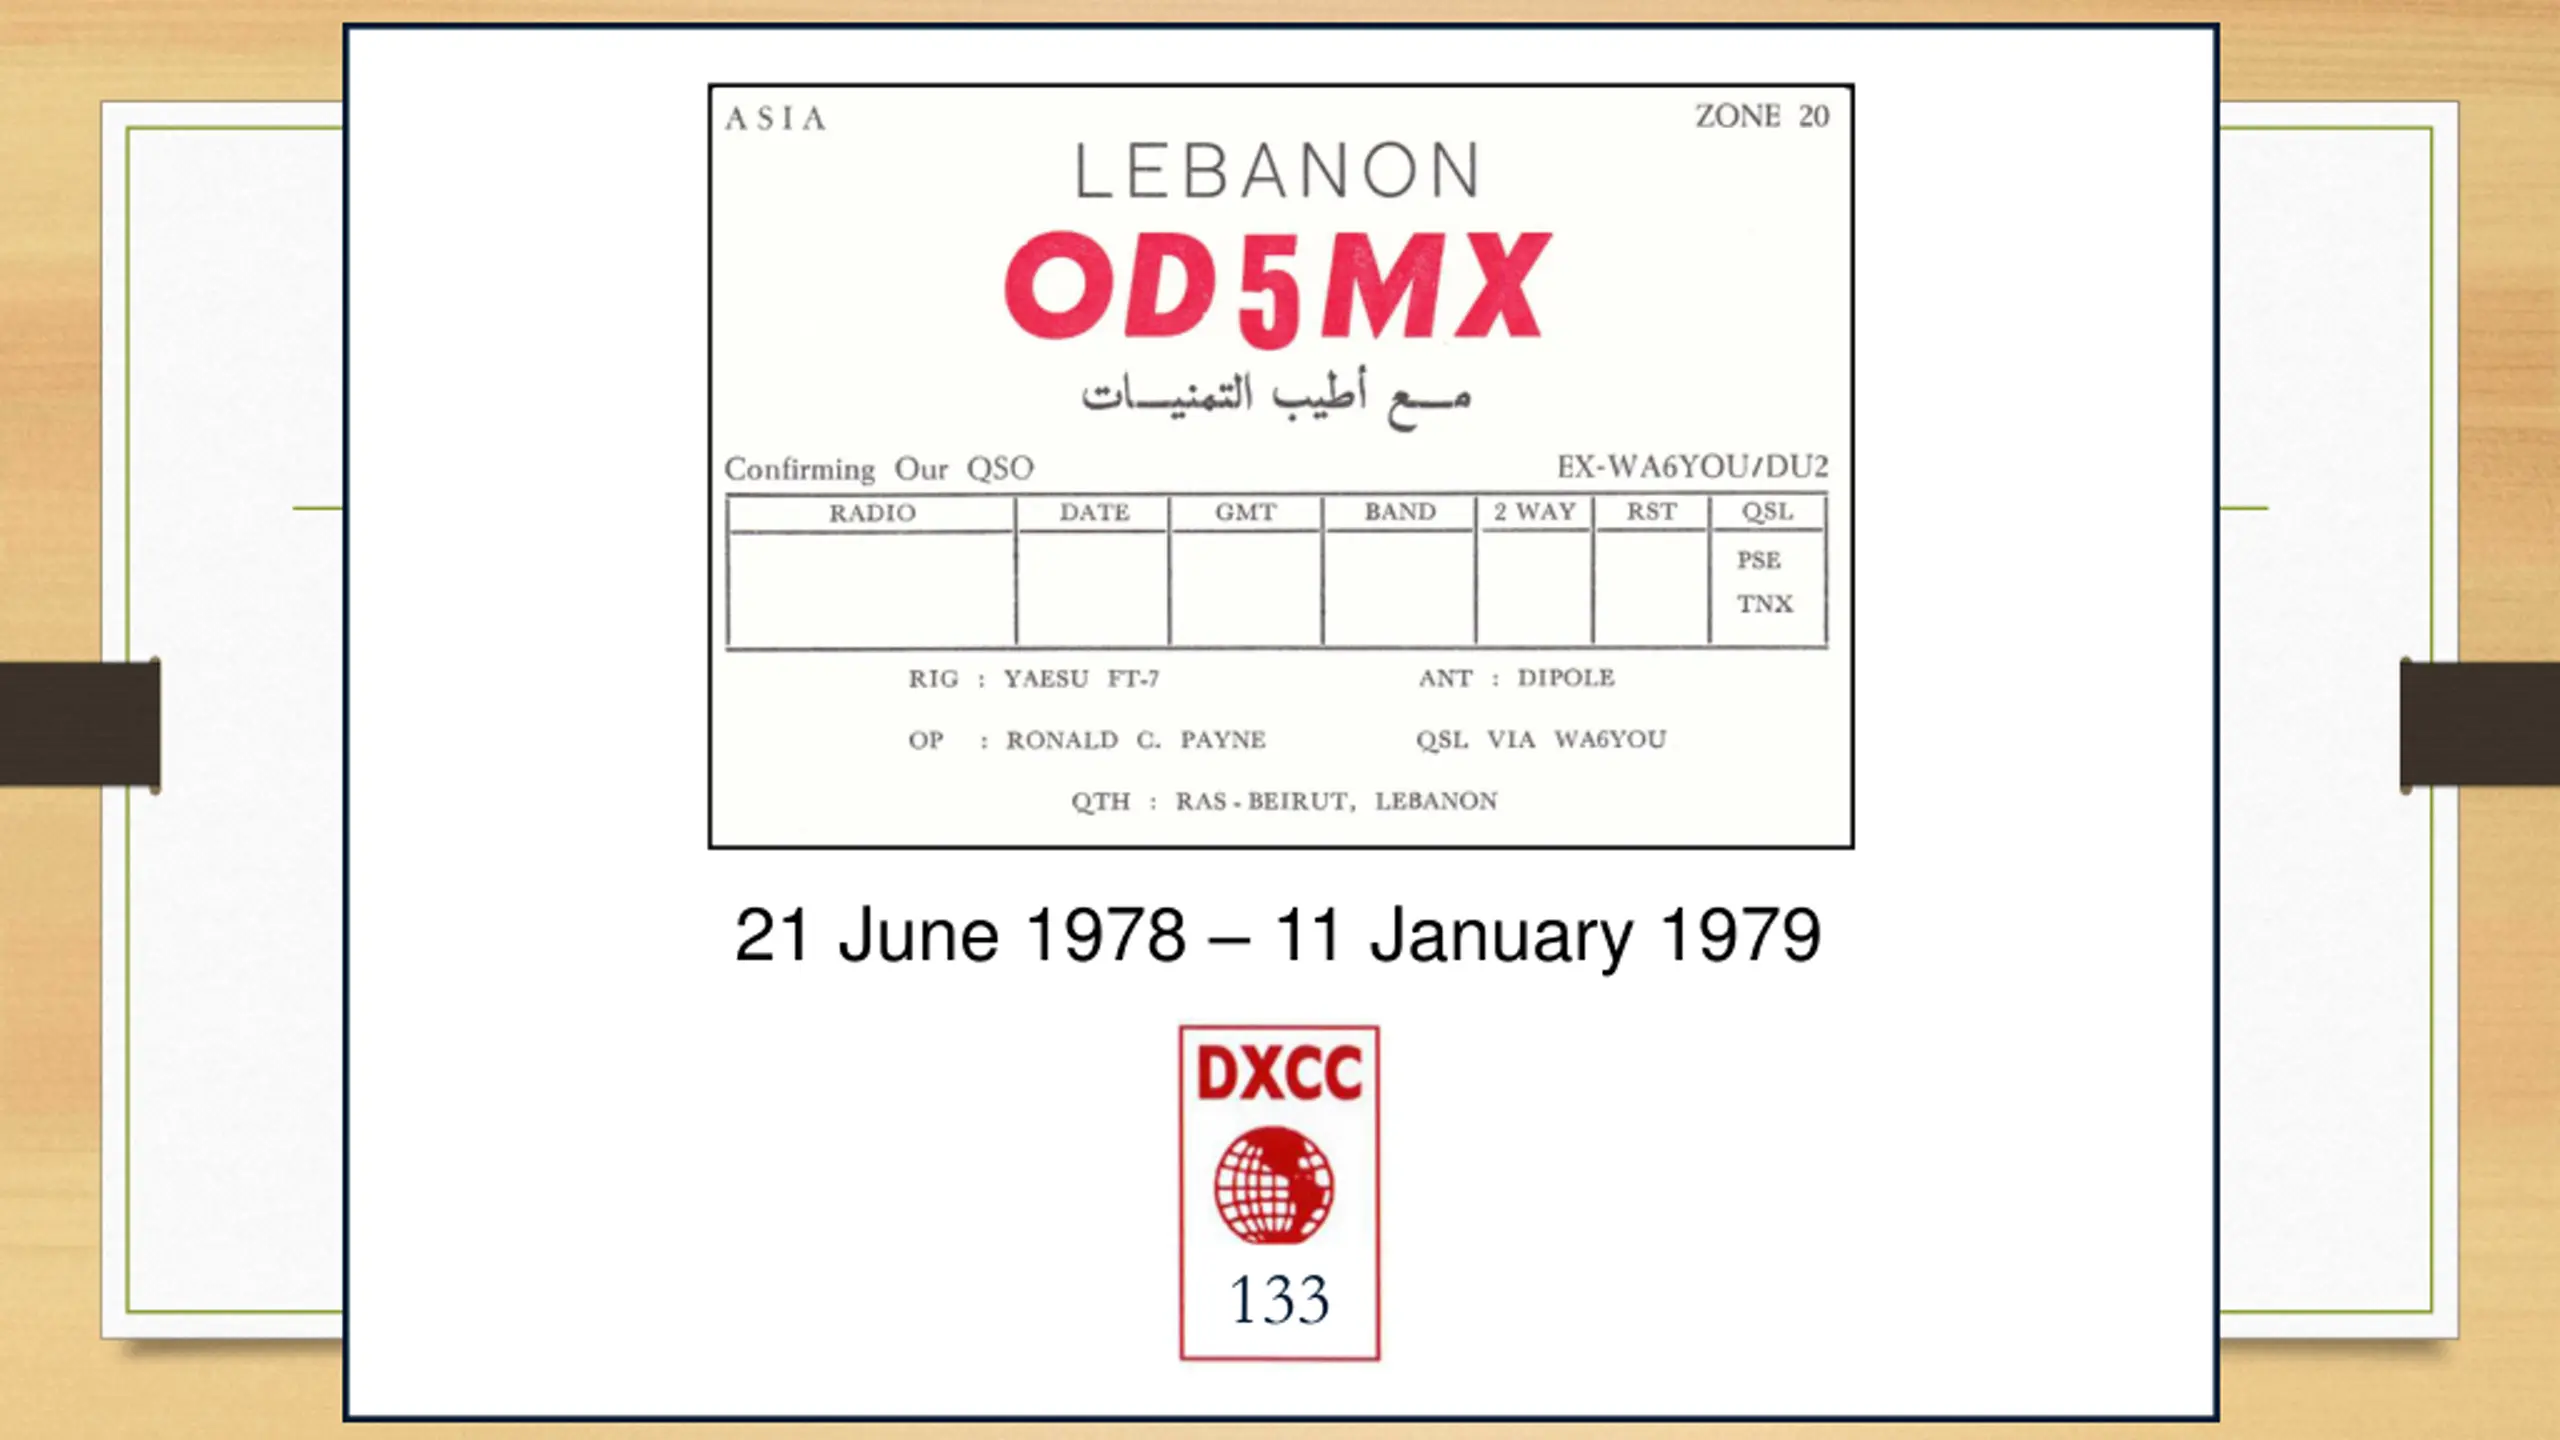 ASIA ZONE 20
LEBANON
OD5MX
مع أطيب التمنيات
Confirming Our QSO EX-WA6YOU/DU2
RADIO DATE GMT BAND 2 WAY RST QSL
PSE
TNX
RIG : YAESU FT-7 ANT : DIPOLE
OP : RONALD C. PAYNE QSL VIA WA6YOU
QTH : RAS-BEIRUT, LEBANON
21 June 1978 – 11 January 1979
DXCC
133